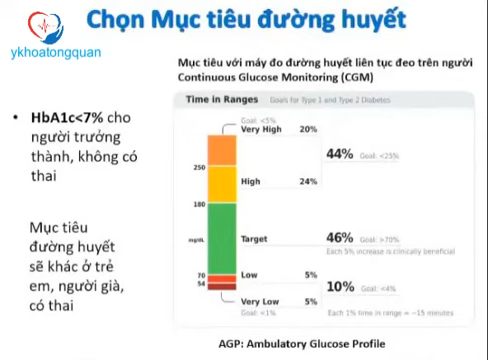 Chọn Mục tiêu đường huyết
ykhoatongquan
Mục tiêu với máy đo đường huyết liên tục đeo trên người
Continuous Glucose Monitoring (CGM)
• HbA1c<7% cho
người trưởng
thành, không có
thai
Mục tiêu
đường huyết
sẽ khác ở trẻ
em, người già,
có thai
Time in Ranges Goals for Type 1 and Type 2 Diabetes
Goal: <5%
Very High 20%
44% Goal: <25%
250
High 24%
180
mg/dL
Target 46% Goal: >70%
Each 5% increase is clinically beneficial
70
Low 5%
54
10% Goal: <4%
Very Low 5%
Goal: <1% Each 1% time in range = ~15 minutes
AGP: Ambulatory Glucose Profile